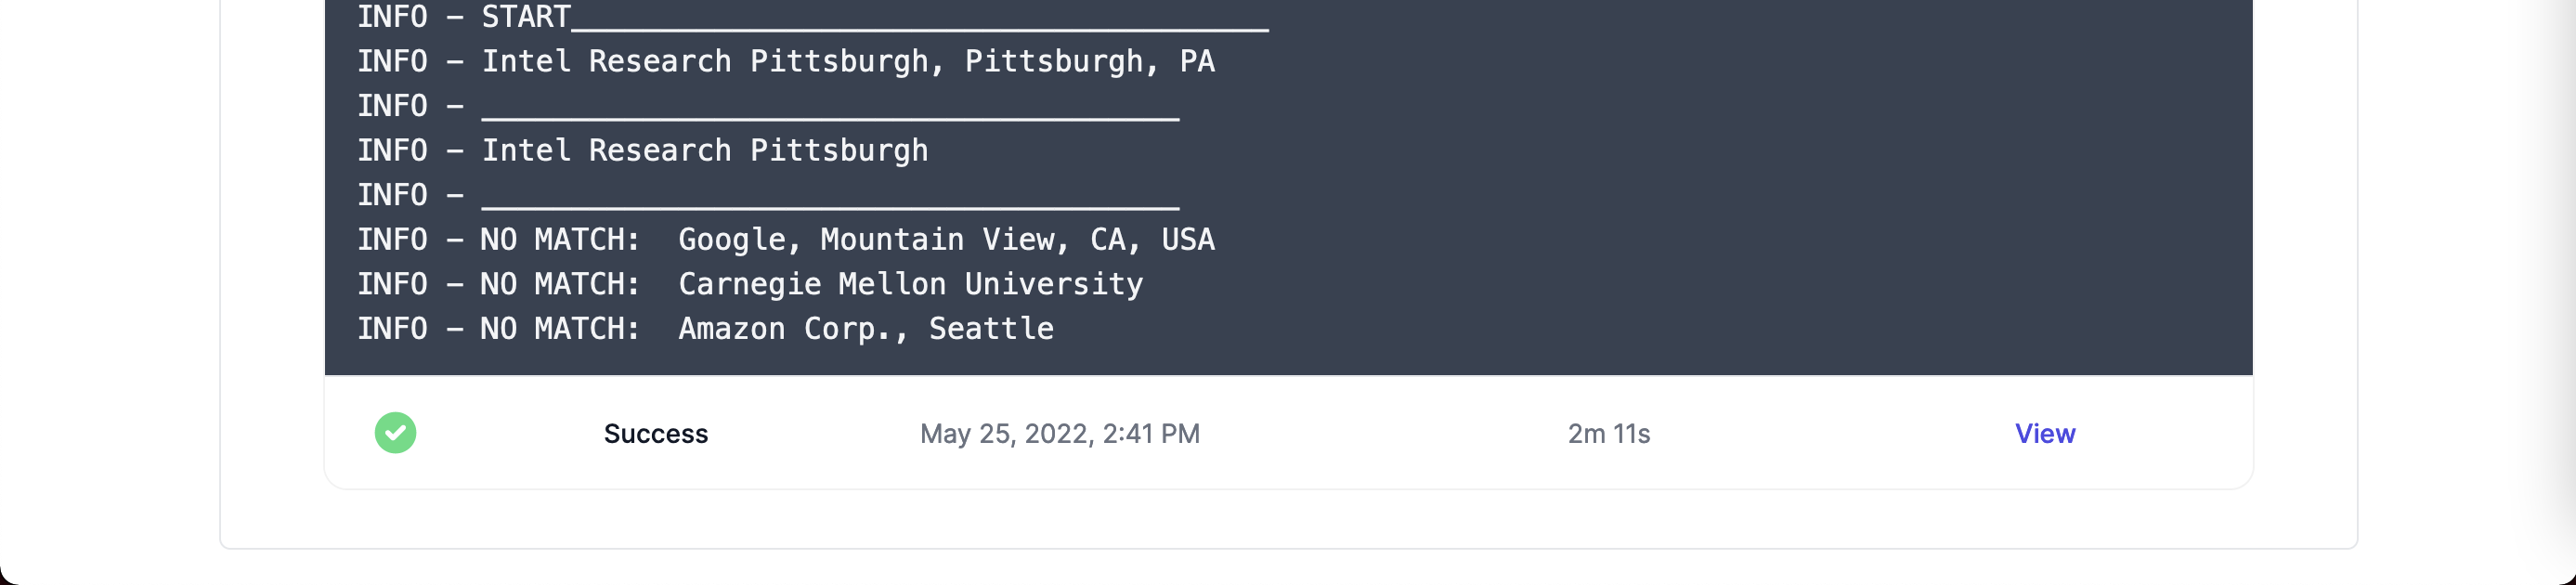 INFO – START_______________________________________
INFO – Intel Research Pittsburgh, Pittsburgh, PA
INFO – _______________________________________
INFO – Intel Research Pittsburgh
INFO – _______________________________________
INFO – NO MATCH:  Google, Mountain View, CA, USA
INFO – NO MATCH:  Carnegie Mellon University
INFO – NO MATCH:  Amazon Corp., Seattle
Success May 25, 2022, 2:41 PM 2m 11s View